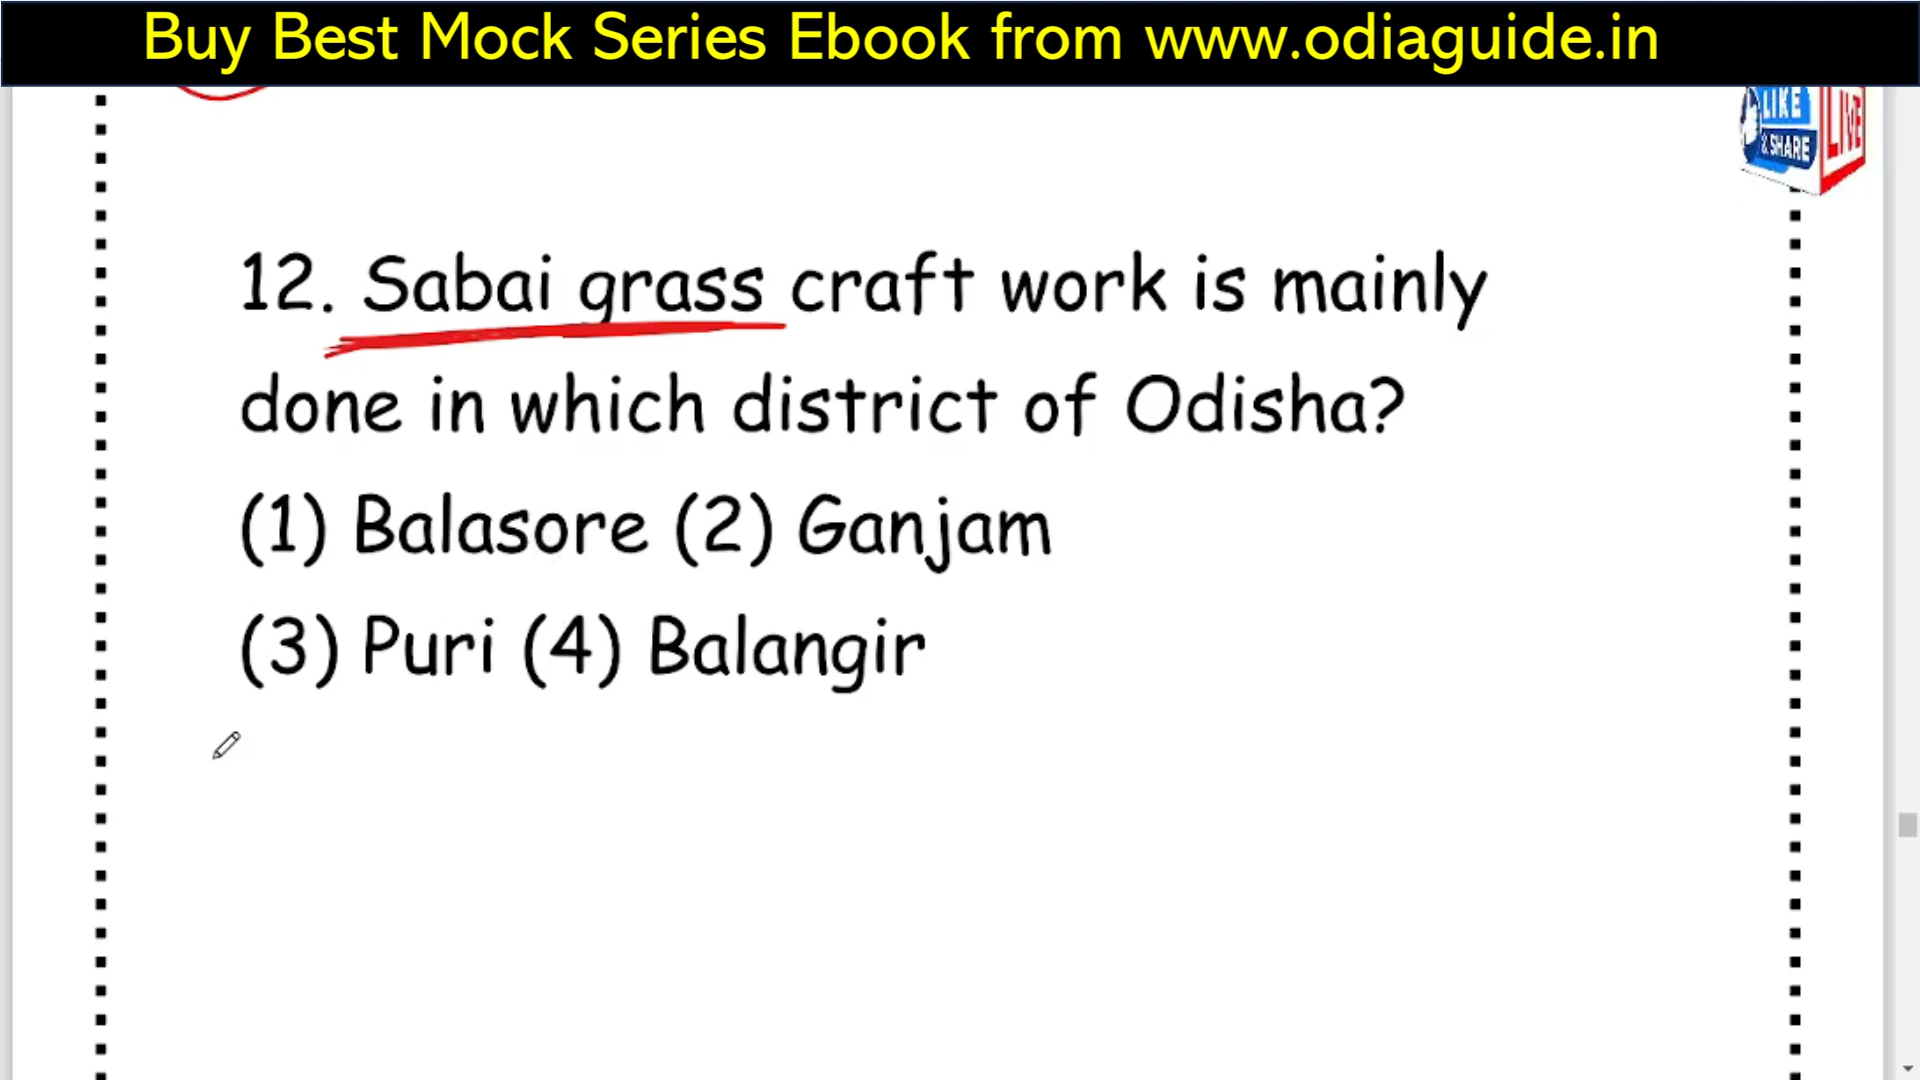 Buy Best Mock Series Ebook from www.odiaguide.in
LIKE
& SHARE
LIVE
12. Sabai grass craft work is mainly
done in which district of Odisha?
(1) Balasore (2) Ganjam
(3) Puri (4) Balangir